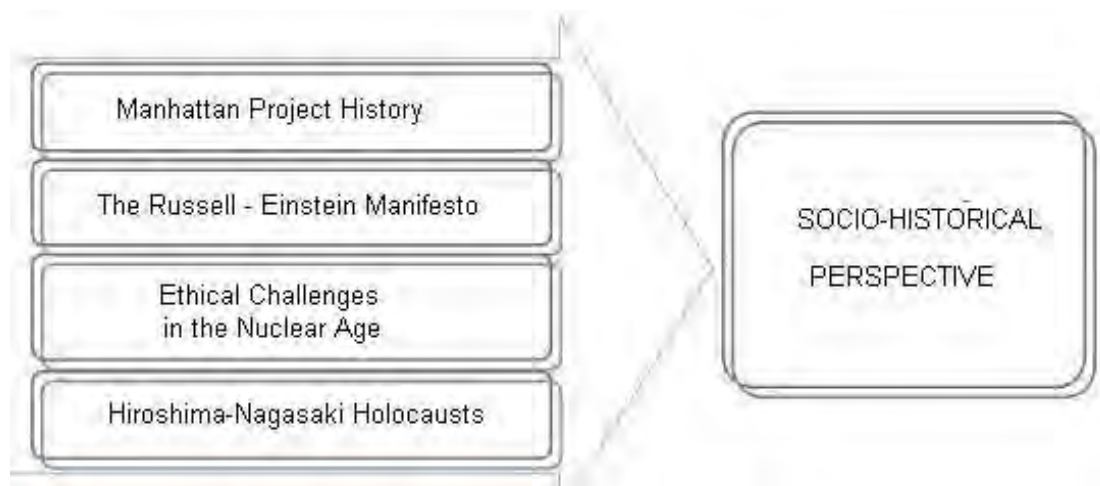 Manhattan Project History
The Russell - Einstein Manifesto
Ethical Challenges
in the Nuclear Age
Hiroshima-Nagasaki Holocausts
SOCIO-HISTORICAL
PERSPECTIVE